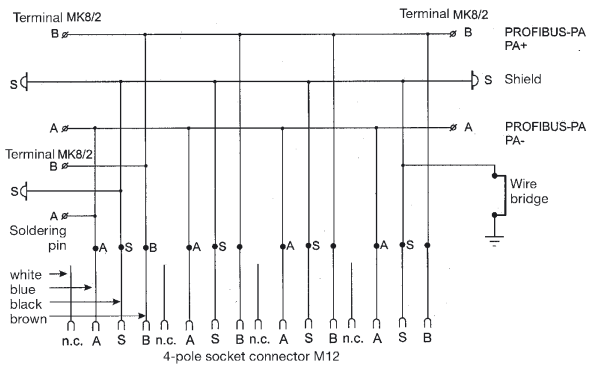 Terminal MK8/2 Terminal MK8/2
B B PROFIBUS-PA
PA+
S S Shield
A A PROFIBUS-PA
PA-
Terminal MK8/2
B
S
Wire
bridge
A
Soldering
pin
A S B A S A S A S
white
blue
black
brown
n.c. A S B n.c. A S B n.c. A S B n.c. A S B
4-pole socket connector M12